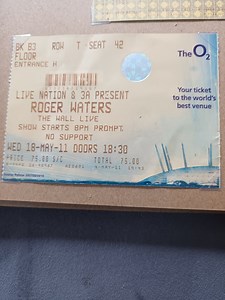 BK B3 ROW T SEAT 42
FLOOR
ENTRANCE H
LIVE NATION & 3A PRESENT
ROGER WATERS
THE WALL LIVE
SHOW STARTS 8PM PROMPT
NO SUPPORT
WED 18-MAY-11 DOORS 18:30
PRICE 75.00 S/C TOTAL 75.00
The O2
Your ticket
to the world's
best venue